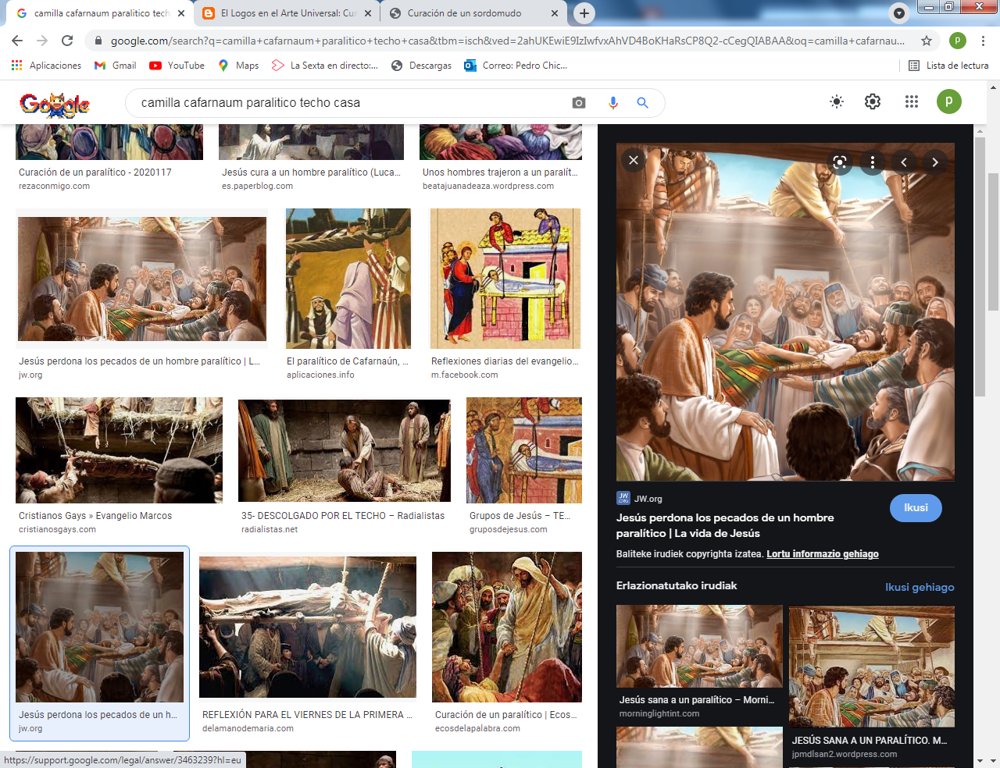 camilla cafarnaum paralitico tech
El Logos en el Arte Universal: Cur
Curación de un sordomudo
google.com/search?q=camilla+cafarnaum+paralitico+techo+casa&tbm=isch&ved=2ahUKEwiE9IzIwfvxAhVD4BoKHaRsCP8Q2-cCegQIABAA&oq=camilla+cafarnau...
p
Aplicaciones
Gmail
YouTube
Maps
La Sexta en directo:...
Descargas
Correo: Pedro Chic...
Lista de lectura
Google
camilla cafarnaum paralitico techo casa
p
Curación de un paralítico - 2020117
rezaconmigo.com
Jesús cura a un hombre paralítico (Luca...
es.paperblog.com
Unos hombres trajeron a un paralít...
beatajuanadeaza.wordpress.com
Jesús perdona los pecados de un hombre paralítico | L...
jw.org
El paralítico de Cafarnaún, ...
aplicaciones.info
Reflexiones diarias del evangelio...
m.facebook.com
Cristianos Gays » Evangelio Marcos
cristianosgays.com
35- DESCOLGADO POR EL TECHO – Radialistas
radialistas.net
Grupos de Jesús – TE...
gruposdejesus.com
Jesús perdona los pecados de un h...
jw.org
REFLEXIÓN PARA EL VIERNES DE LA PRIMERA ...
delamanodemaria.com
Curación de un paralítico | Ecos...
ecosdelapalabra.com
https://support.google.com/legal/answer/3463239?hl=eu
JW.org
Jesús perdona los pecados de un hombre
paralítico | La vida de Jesús
Ikusi
Baliteke irudiek copyrighta izatea. Lortu informazio gehiago
Erlazionatutako irudiak
Ikusi gehiago
Jesús sana a un paralítico – Morni...
morninglightint.com
JESÚS SANA A UN PARALÍTICO. M...
jpmdlsan2.wordpress.com